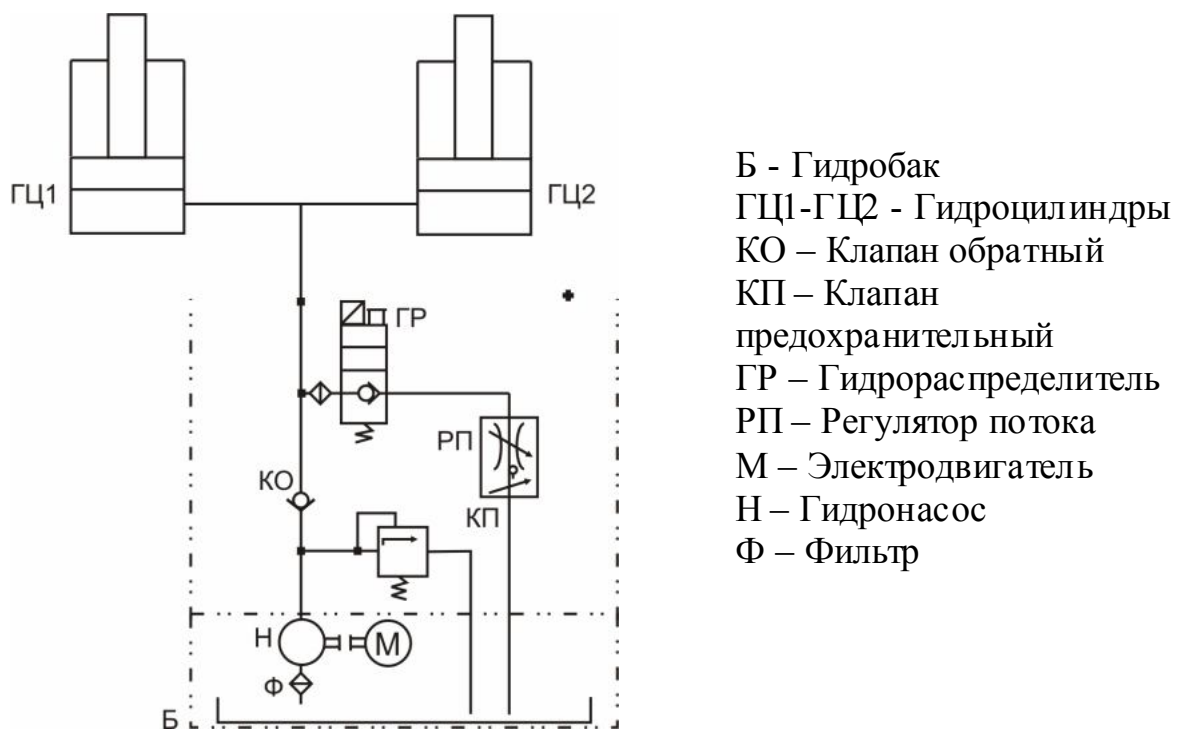 ГЦ1
ГЦ2
ГР
РП
КО
КП
Н
М
Ф
Б
Б - Гидробак
ГЦ1-ГЦ2 - Гидроцилиндры
КО – Клапан обратный
КП – Клапан
предохранительный
ГР – Гидрораспределитель
РП – Регулятор потока
М – Электродвигатель
Н – Гидронасос
Ф – Фильтр